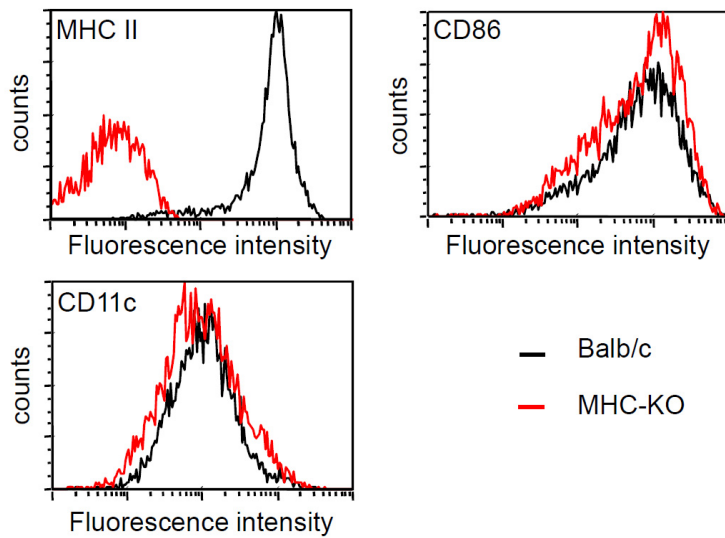 MHC II
counts
Fluorescence intensity
CD86
counts
Fluorescence intensity
CD11c
counts
Fluorescence intensity
Balb/c
MHC-KO